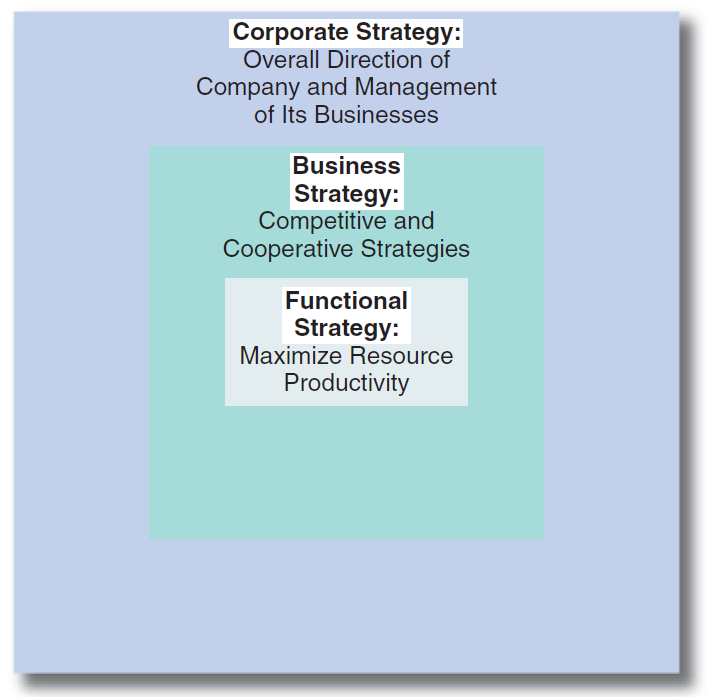 Corporate Strategy:
Overall Direction of
Company and Management
of Its Businesses
Business
Strategy:
Competitive and
Cooperative Strategies
Functional
Strategy:
Maximize Resource
Productivity